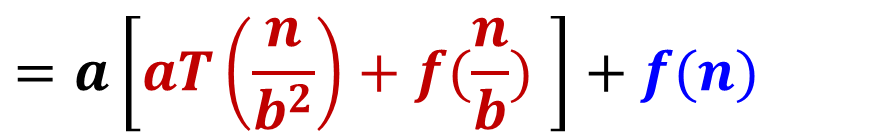 = a[aT(n/b²) + f(n/b)] + f(n)